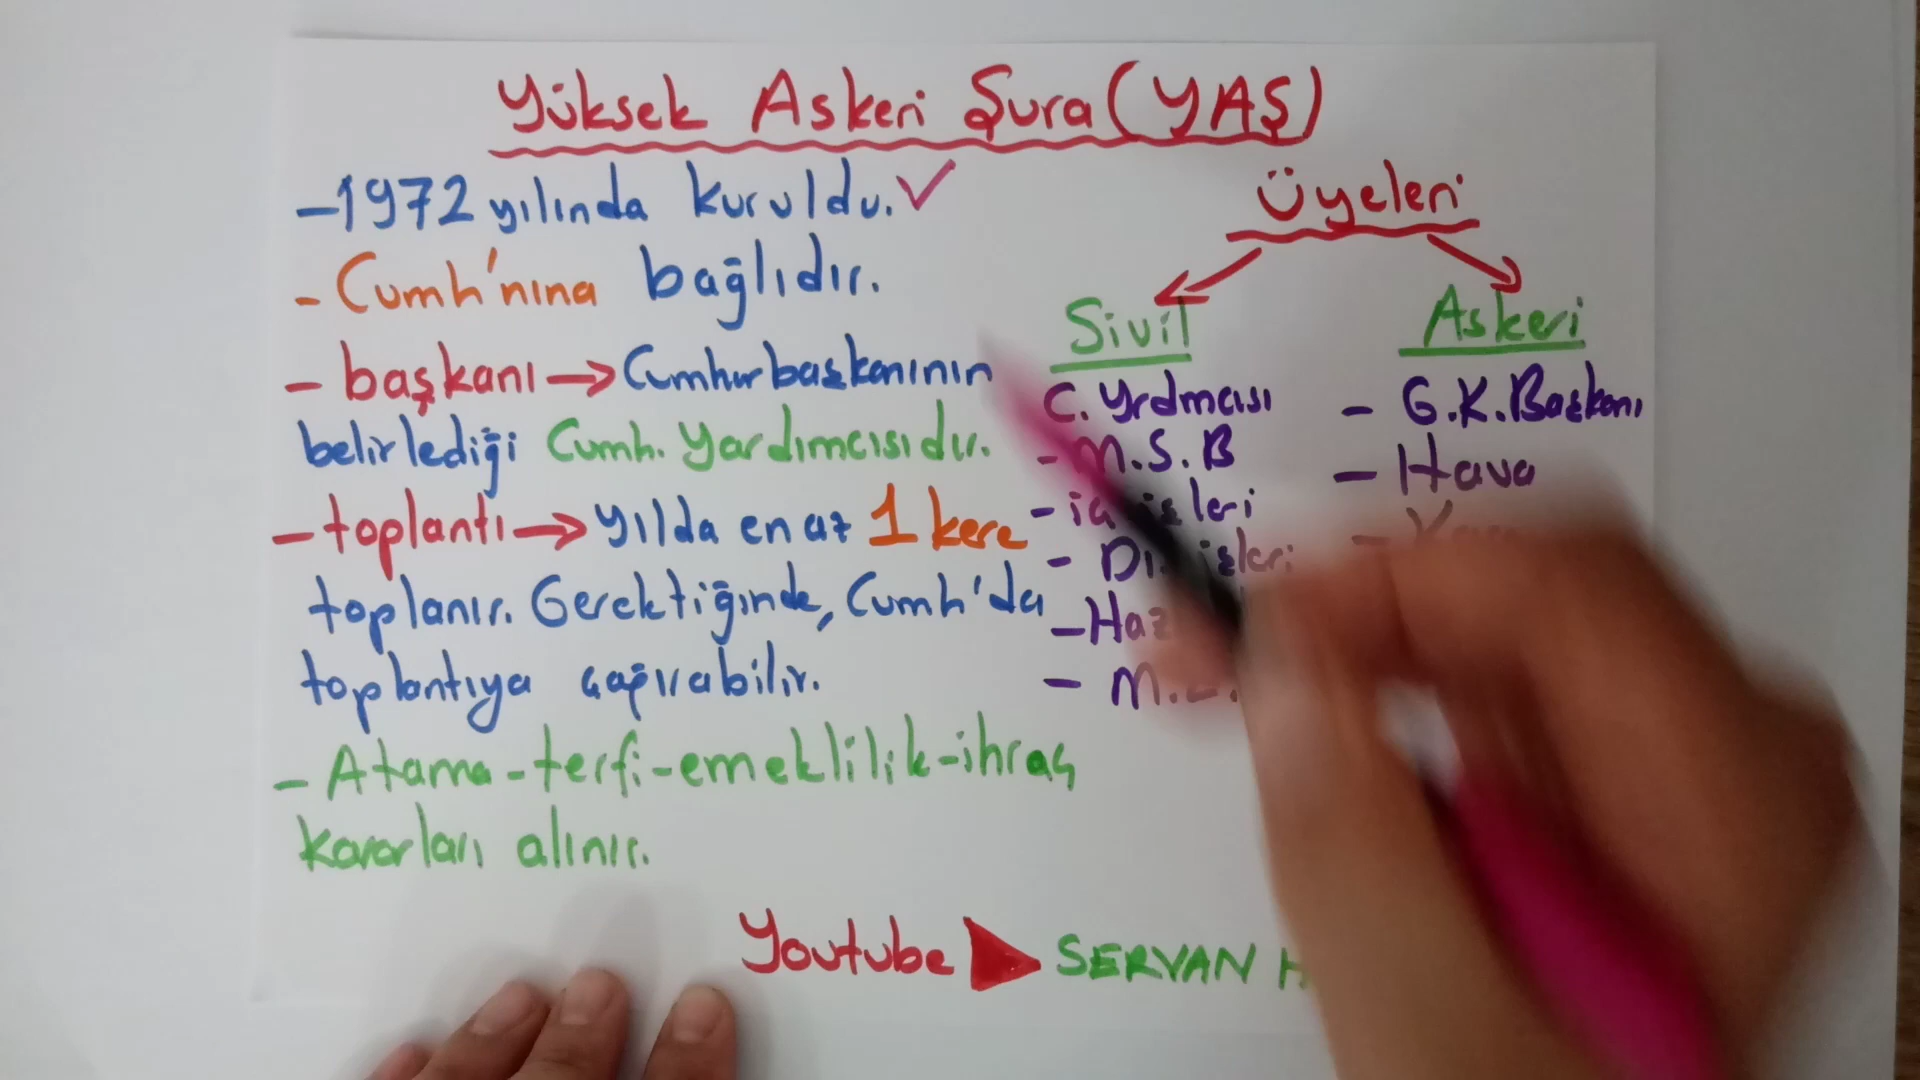 Yüksek Askeri Şura (YAŞ)
-1972 yılında kuruldu. ✓
- Cumh'nına bağlıdır.
- başkanı → Cumhurbaşkanının
belirlediği Cumh. Yardımcısıdır.
- toplantı → yılda en az 1 kere
toplanır. Gerektiğinde, Cumh'da
toplantıya çağırabilir.
- Atama-terfi-emeklilik-ihraç
kararları alınır.
Üyeleri
Sivil
C. Yrdmcısı
- M.S.B
- işleri
- işleri
Askeri
- G.K.Başkanı
- Hava
Youtube ▶ SERVAN